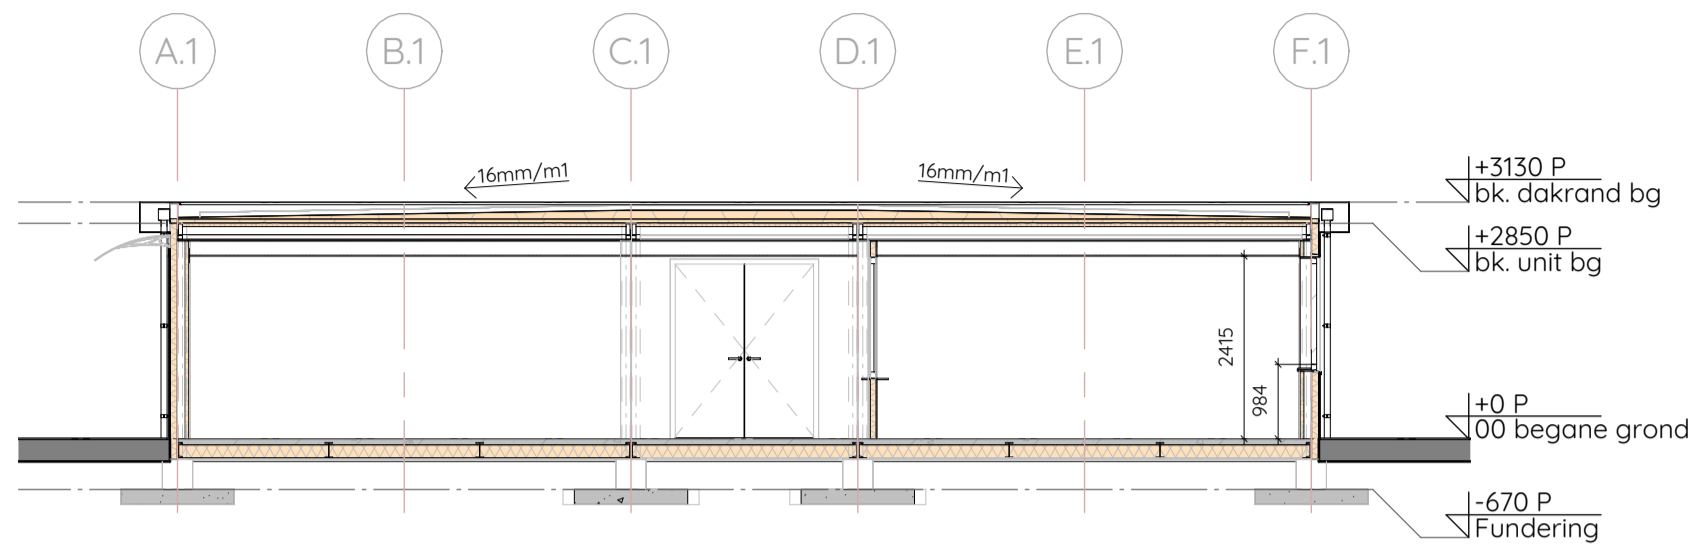 A.1
B.1
C.1
D.1
E.1
F.1
16mm/m1
16mm/m1
+3130 P
bk. dakrand bg
+2850 P
bk. unit bg
2415
984
+0 P
00 begane grond
-670 P
Fundering